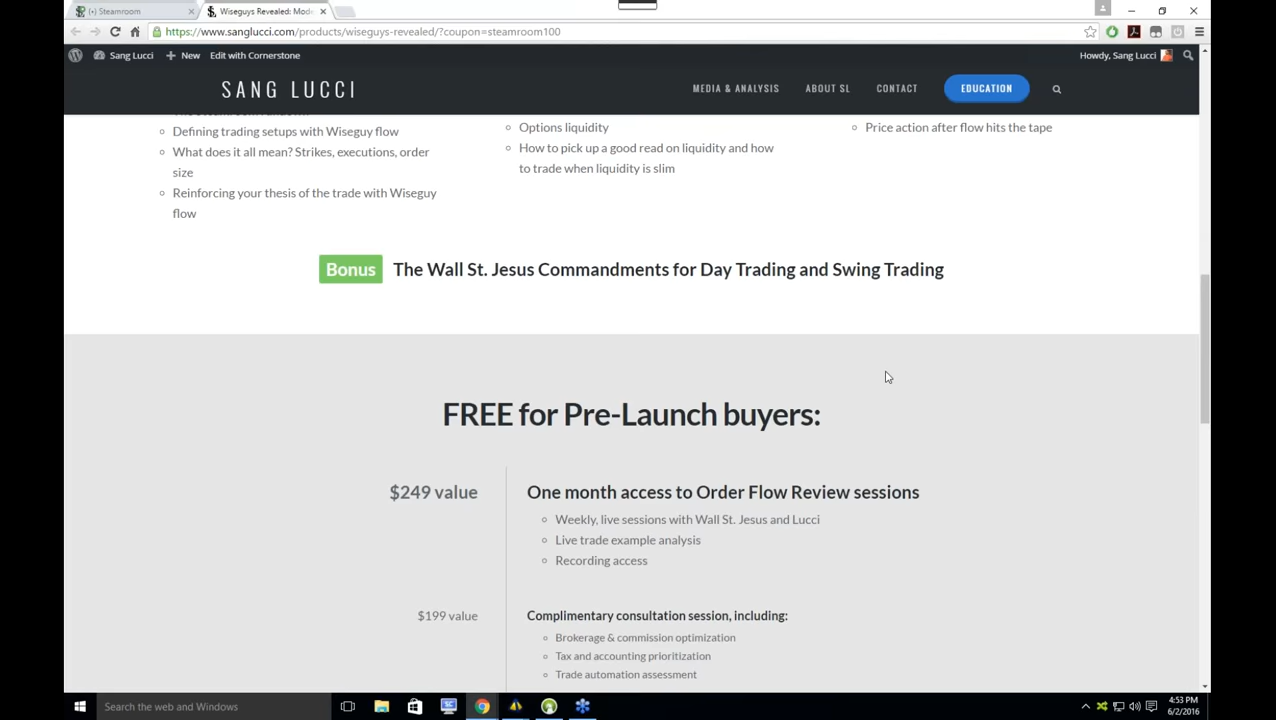 (+) Steamroom
Wiseguys Revealed: Mod
https://www.sanglucci.com/products/wiseguys-revealed/?coupon=steamroom100
Sang Lucci
New
Edit with Cornerstone
Howdy, Sang Lucci
SANG LUCCI
MEDIA & ANALYSIS
ABOUT SL
CONTACT
EDUCATION
Defining trading setups with Wiseguy flow
What does it all mean? Strikes, executions, order
size
Reinforcing your thesis of the trade with Wiseguy
flow
Options liquidity
How to pick up a good read on liquidity and how
to trade when liquidity is slim
Price action after flow hits the tape
Bonus The Wall St. Jesus Commandments for Day Trading and Swing Trading
FREE for Pre-Launch buyers:
$249 value
One month access to Order Flow Review sessions
Weekly, live sessions with Wall St. Jesus and Lucci
Live trade example analysis
Recording access
$199 value
Complimentary consultation session, including:
Brokerage & commission optimization
Tax and accounting prioritization
Trade automation assessment
Search the web and Windows
4:53 PM
6/2/2016